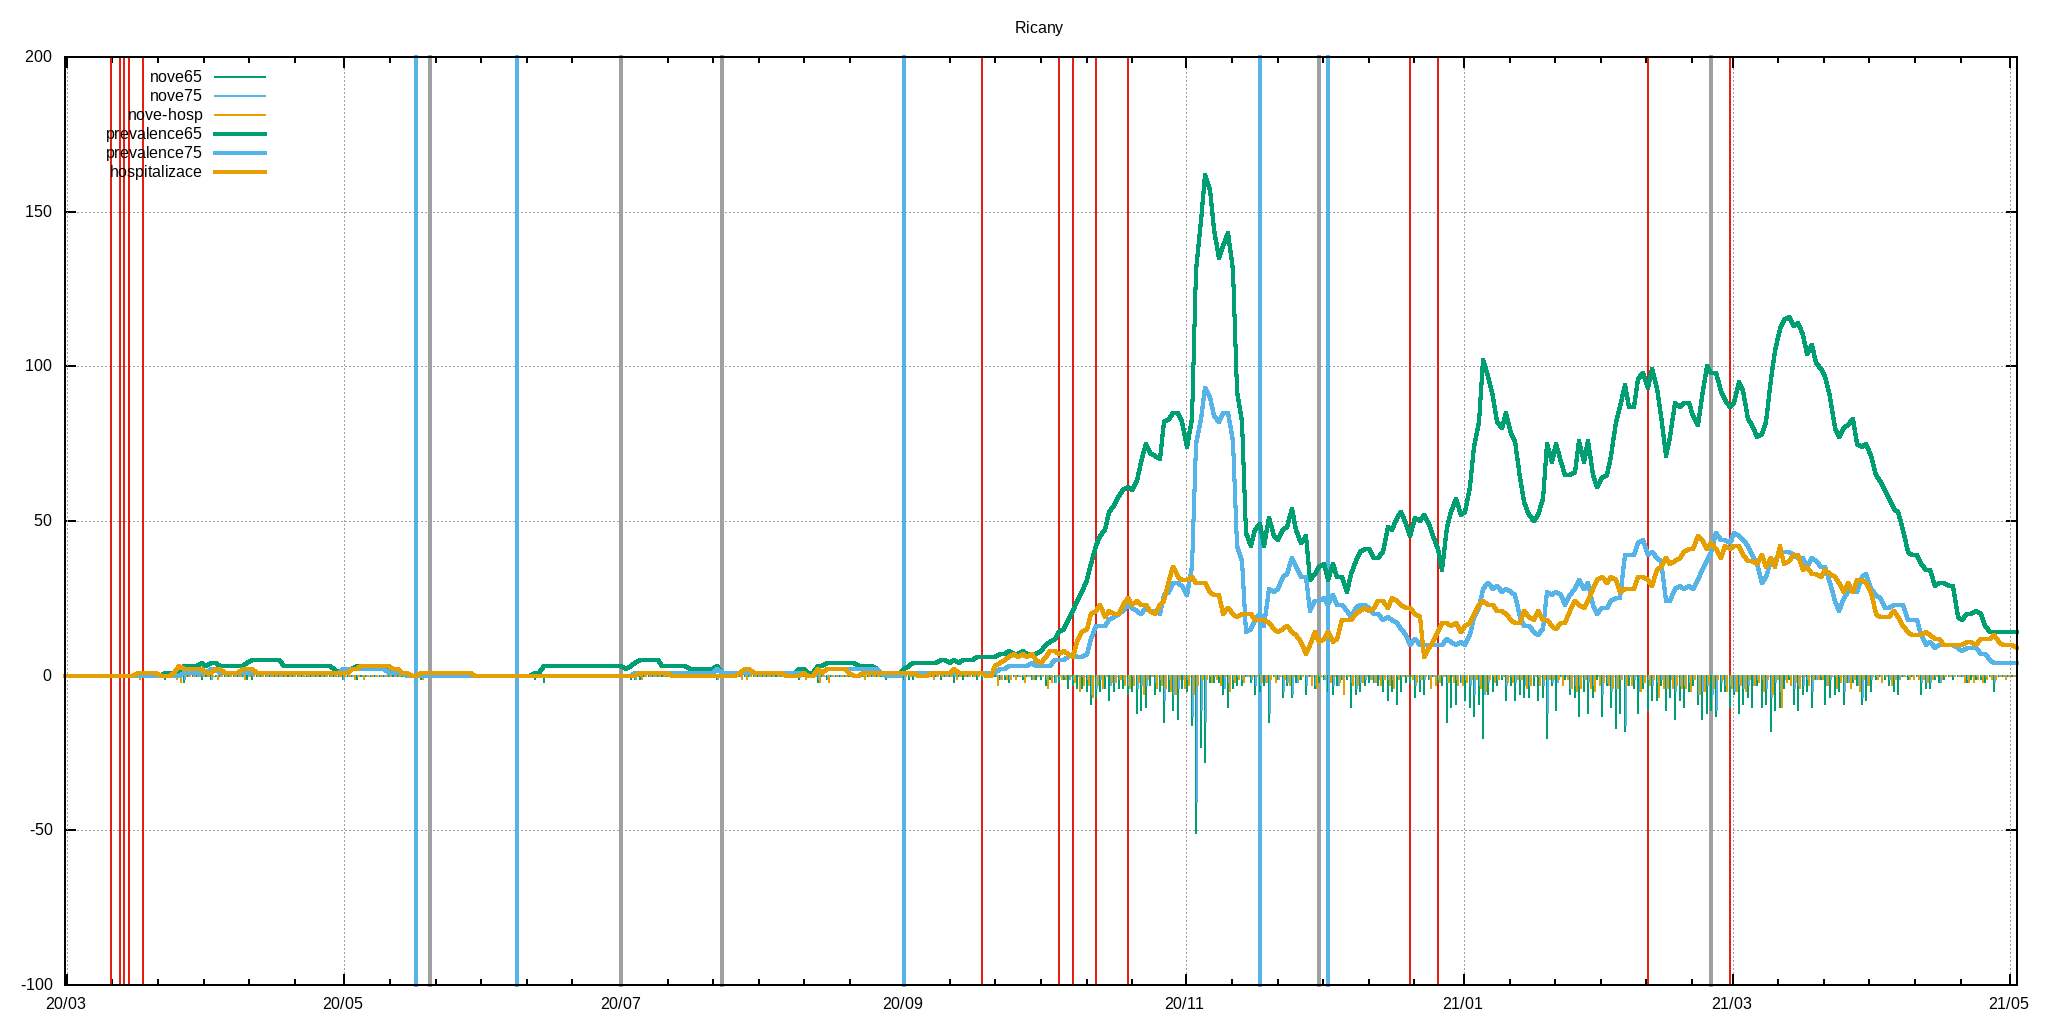 Ricany
200
150
100
50
0
-50
-100
nove65
nove75
nove-hosp
prevalence65
prevalence75
hospitalizace
20/03 20/05 20/07 20/09 20/11 21/01 21/03 21/05